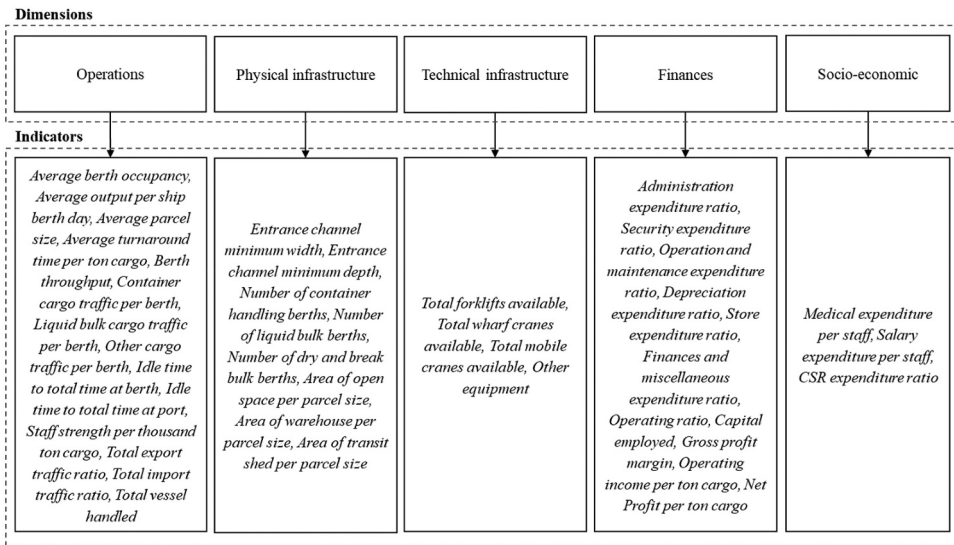 Dimensions
Operations
Physical infrastructure
Technical infrastructure
Finances
Socio-economic
Indicators
Average berth occupancy,
Average output per ship
berth day, Average parcel
size, Average turnaround
time per ton cargo, Berth
throughput, Container
cargo traffic per berth,
Liquid bulk cargo traffic
per berth, Other cargo
traffic per berth, Idle
time to total time at berth, Idle
time to total time at port,
Staff strength per thousand
ton cargo, Total export
traffic ratio, Total import
traffic ratio, Total vessel
handled
Entrance channel
minimum width, Entrance
channel minimum depth,
Number of container
handling berths, Number
of liquid bulk berths,
Number of dry and break
bulk berths, Area of open
space per parcel size,
Area of warehouse per
parcel size, Area of transit
shed per parcel size
Total forklifts available,
Total wharf cranes
available, Total mobile
cranes available, Other
equipment
Administration
expenditure ratio,
Security expenditure
ratio, Operation and
maintenance expenditure
ratio, Depreciation
expenditure ratio, Store
expenditure ratio,
Finances and
miscellaneous
expenditure ratio,
Operating ratio, Capital
employed, Gross profit
margin, Operating
income per ton cargo, Net
Profit per ton cargo
Medical expenditure
per staff, Salary
expenditure per staff,
CSR expenditure ratio